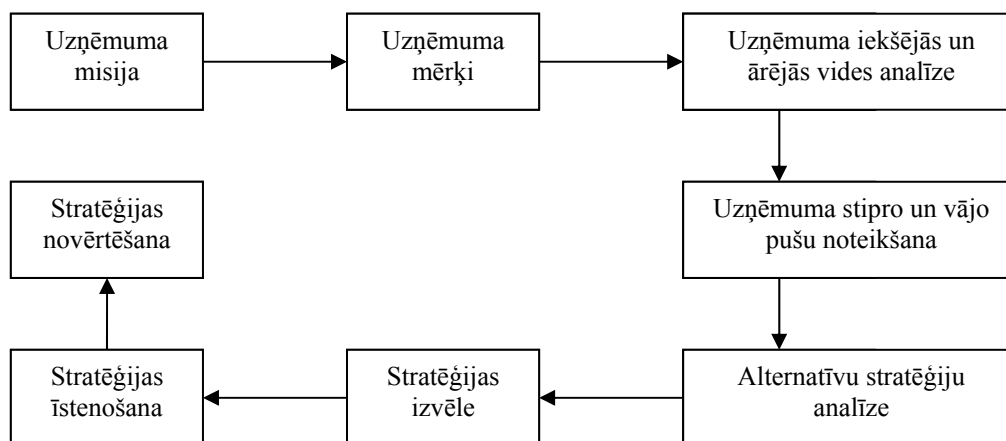 Uzņēmuma
misija
Uzņēmuma
mērķi
Uzņēmuma iekšējās un
ārējās vides analīze
Uzņēmuma stipro un vājo
pušu noteikšana
Alternatīvu stratēģiju
analīze
Stratēģijas
izvēle
Stratēģijas
īstenošana
Stratēģijas
novērtēšana